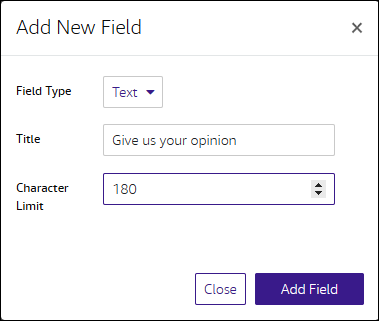 Add New Field ×
Field Type Text
Title Give us your opinion
Character
Limit 180
Close Add Field